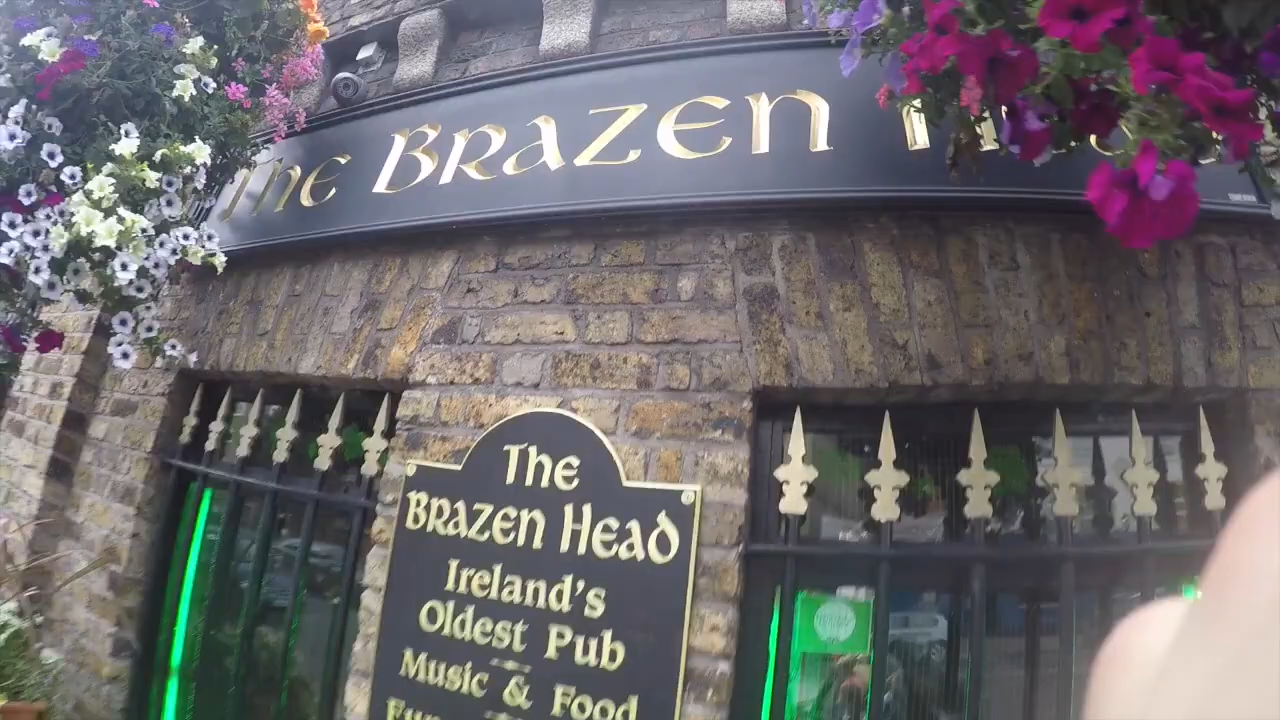 The BRAZEN
The
BRAZEN HEAD
Ireland's
Oldest Pub
Music & Food